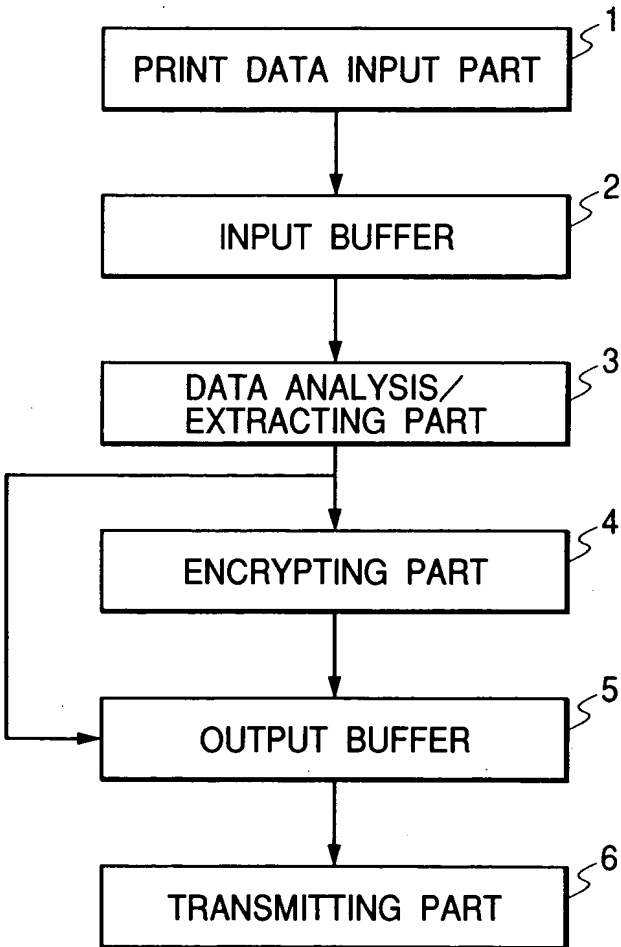 1
PRINT DATA INPUT PART
2
INPUT BUFFER
3
DATA ANALYSIS/
EXTRACTING PART
4
ENCRYPTING PART
5
OUTPUT BUFFER
6
TRANSMITTING PART